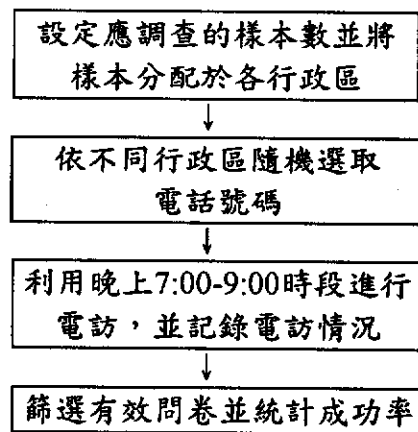 設定應調查的樣本數並將
樣本分配於各行政區
依不同行政區隨機選取
電話號碼
利用晚上7:00-9:00時段進行
電訪，並記錄電訪情況
篩選有效問卷並統計成功率